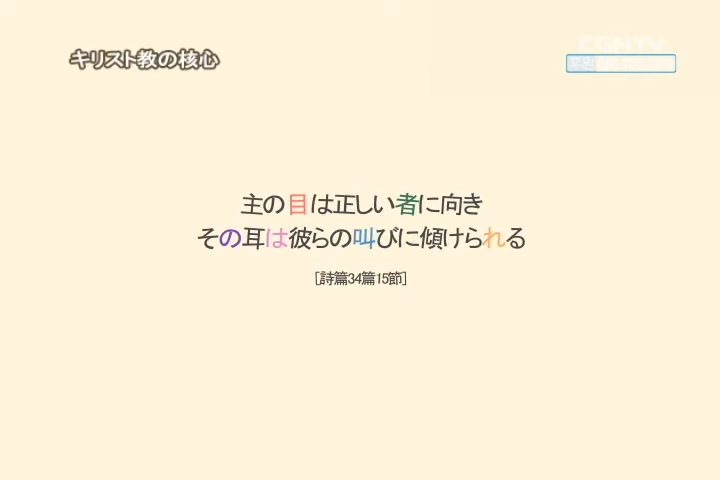 キリスト教の核心
CGNTV
主の目は正しい者に向き
その耳は彼らの叫びに傾けられる
[詩篇34篇15節]